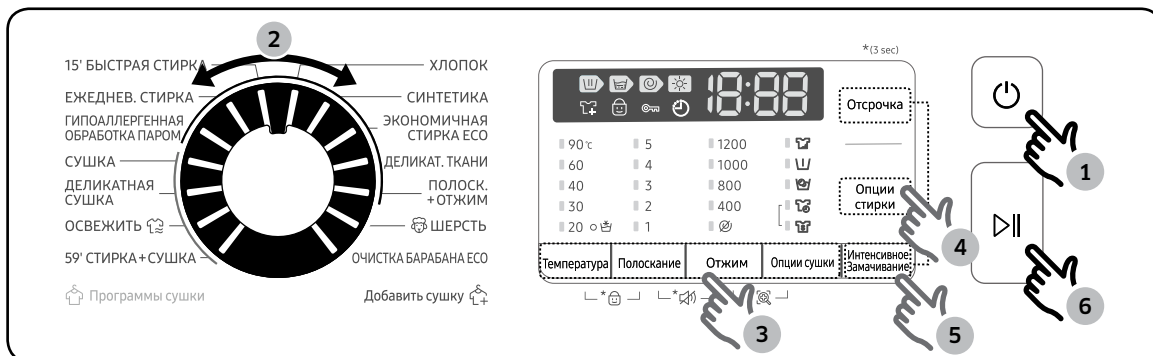 2
15' БЫСТРАЯ СТИРКА
ЕЖЕДНЕВ. СТИРКА
ГИПОАЛЛЕРГЕННАЯ
ОБРАБОТКА ПАРОМ
СУШКА
ДЕЛИКАТНАЯ
СУШКА
ОСВЕЖИТЬ
59' СТИРКА+СУШКА
Программы сушки
ХЛОПОК
СИНТЕТИКА
ЭКОНОМИЧНАЯ
СТИРКА ECO
ДЕЛИКАТ. ТКАНИ
ПОЛОСК.
+ОТЖИМ
ШЕРСТЬ
ОЧИСТКА БАРАБАНА ECO
Добавить сушку
*(3 sec)
18:88
Отсрочка
90℃ 5 1200
60 4 1000
40 3 800
30 2 400
20 1
Опции
стирки
Температура Полоскание Отжим Опции сушки
Интенсивное
Замачивание
* *
3
4
5
1
6